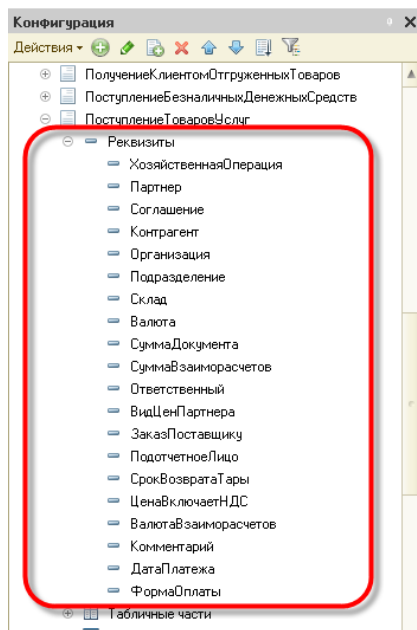 Конфигурация
Действия
ПолучениеКлиентомОтгруженныхТоваров
ПоступлениеБезналичныхДенежныхСредств
ПоступлениеТоваровУслуг
Реквизиты
ХозяйственнаяОперация
Партнер
Соглашение
Контрагент
Организация
Подразделение
Склад
Валюта
СуммаДокумента
СуммаВзаиморасчетов
Ответственный
ВидЦенПартнера
ЗаказПоставщику
ПодотчетноеЛицо
СрокВозвратаТары
ЦенаВключаетНДС
ВалютаВзаиморасчетов
Комментарий
ДатаПлатежа
ФормаОплаты
Табличные части